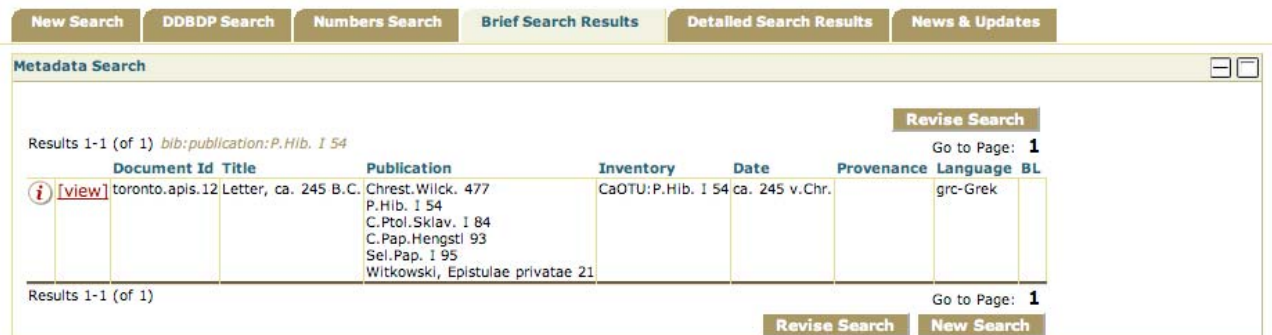 New Search DDBDP Search Numbers Search Brief Search Results Detailed Search Results News & Updates
Metadata Search
Revise Search
Results 1-1 (of 1) bib:publication:P.Hib. I 54
Go to Page: 1
Document Id Title Publication Inventory Date Provenance Language BL
i [view] toronto.apis.12 Letter, ca. 245 B.C. Chrest.Wilck. 477 CaOTU:P.Hib. I 54 ca. 245 v.Chr. grc-Grek
P.Hib. I 54
C.Ptol.Sklav. I 84
C.Pap.Hengstl 93
Sel.Pap. I 95
Witkowski, Epistulae privatae 21
Results 1-1 (of 1) Go to Page: 1
Revise Search New Search